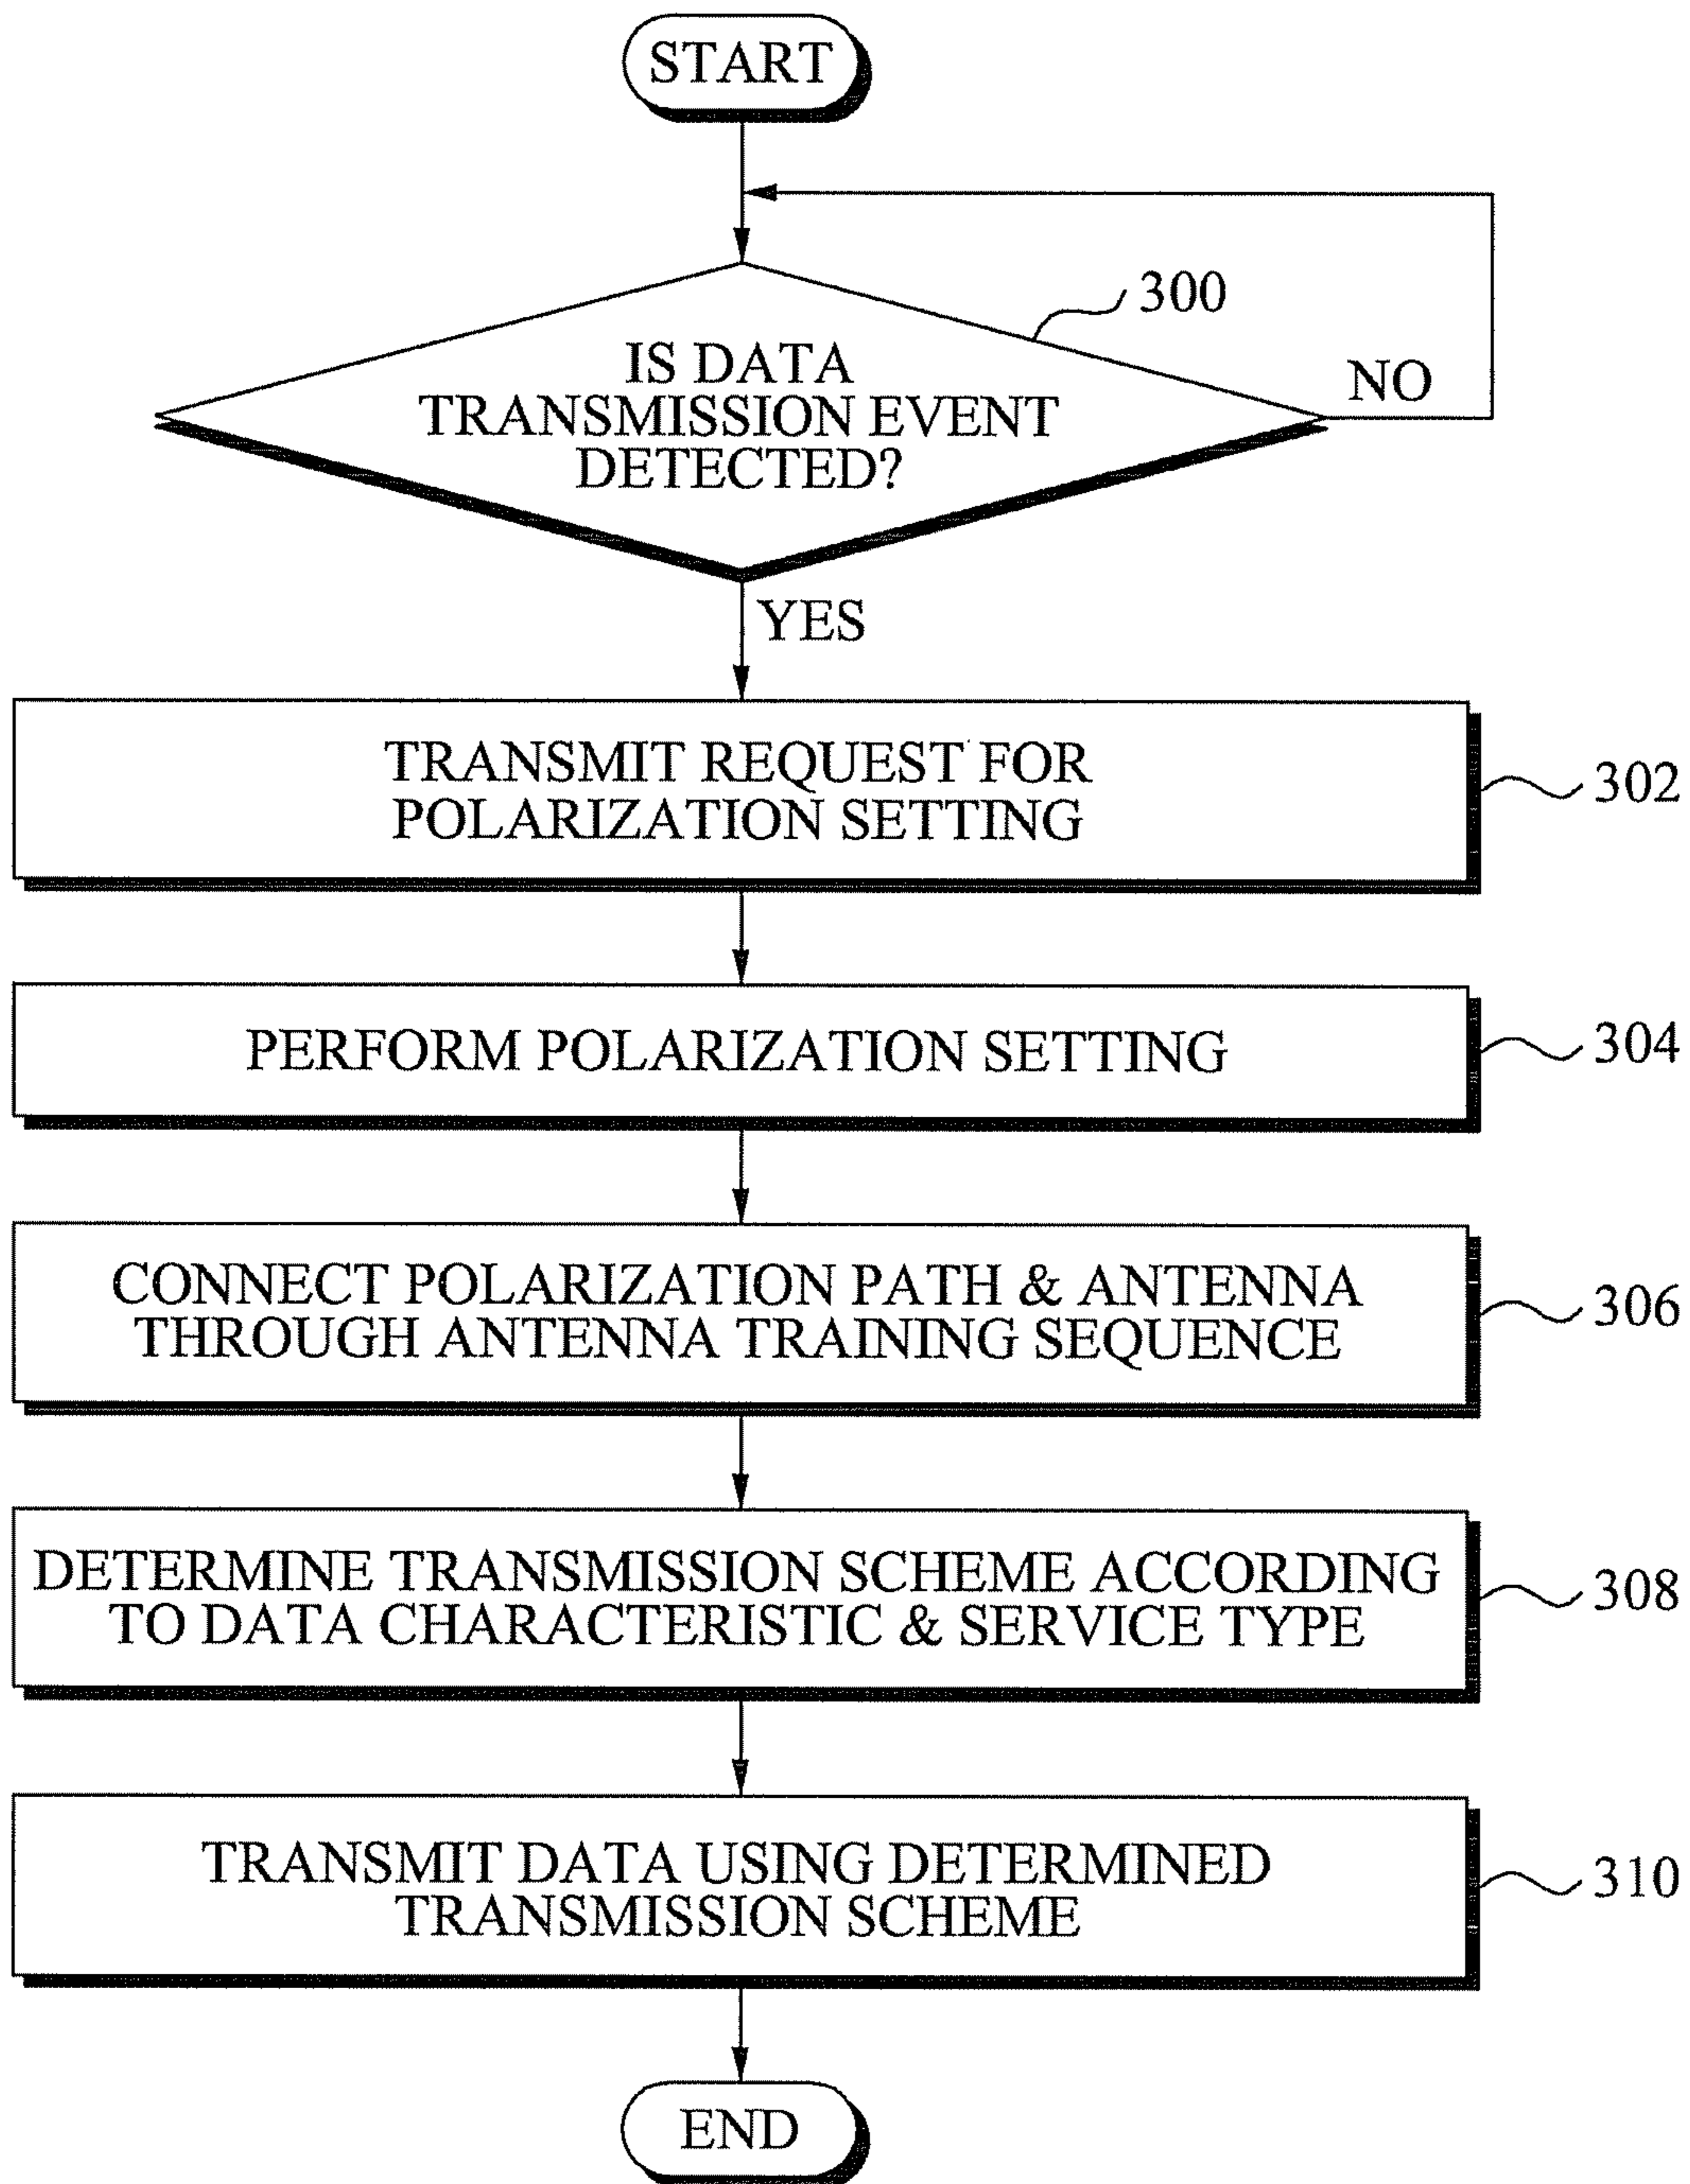 START
300
IS DATA
TRANSMISSION EVENT
DETECTED?
NO
YES
TRANSMIT REQUEST FOR
POLARIZATION SETTING
302
PERFORM POLARIZATION SETTING
304
CONNECT POLARIZATION PATH & ANTENNA
THROUGH ANTENNA TRAINING SEQUENCE
306
DETERMINE TRANSMISSION SCHEME ACCORDING
TO DATA CHARACTERISTIC & SERVICE TYPE
308
TRANSMIT DATA USING DETERMINED
TRANSMISSION SCHEME
310
END